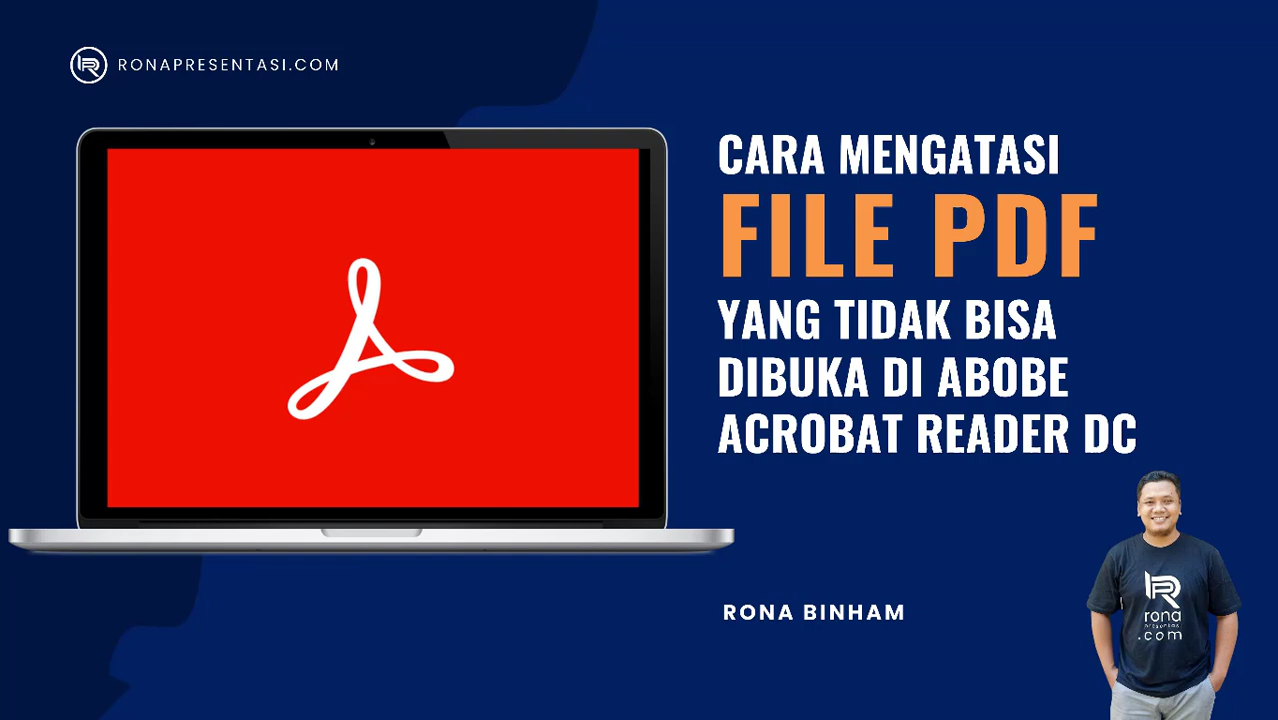 RONAPRESENTASI.COM
CARA MENGATASI
FILE PDF
YANG TIDAK BISA
DIBUKA DI ABOBE
ACROBAT READER DC
RONA BINHAM
rona
presentasi
.com